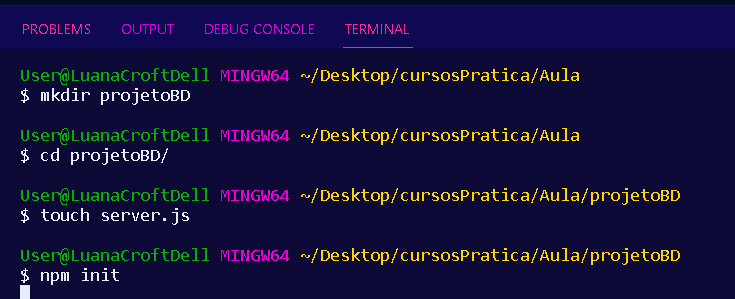 PROBLEMS OUTPUT DEBUG CONSOLE TERMINAL
User@LuanaCroftDell MINGW64 ~/Desktop/cursosPratica/Aula
$ mkdir projetoBD
User@LuanaCroftDell MINGW64 ~/Desktop/cursosPratica/Aula
$ cd projetoBD/
User@LuanaCroftDell MINGW64 ~/Desktop/cursosPratica/Aula/projetoBD
$ touch server.js
User@LuanaCroftDell MINGW64 ~/Desktop/cursosPratica/Aula/projetoBD
$ npm init